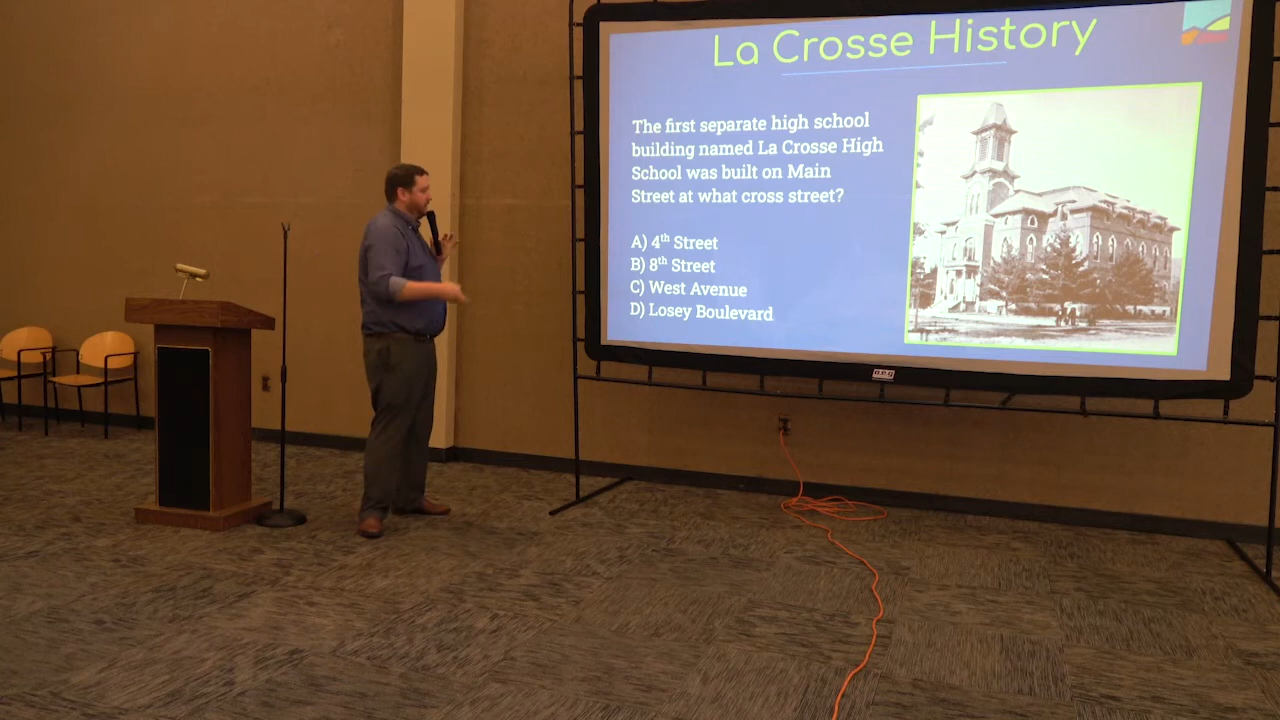 La Crosse History
The first separate high school
building named La Crosse High
School was built on Main
Street at what cross street?
A) 4th Street
B) 8th Street
C) West Avenue
D) Losey Boulevard